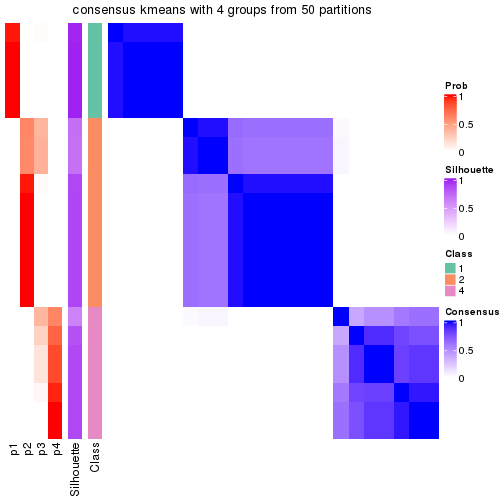 consensus kmeans with 4 groups from 50 partitions
Prob
1
0.5
0
Silhouette
1
0.5
0
Class
1
2
4
Consensus
1
0.5
0
p1
p2
p3
p4
Silhouette
Class